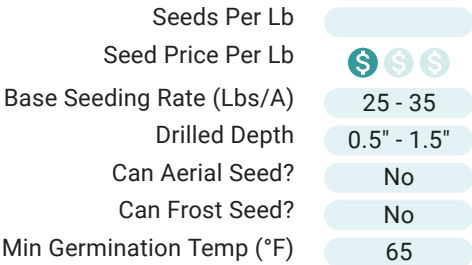 Seeds Per Lb
Seed Price Per Lb $ $ $
Base Seeding Rate (Lbs/A) 25 - 35
Drilled Depth 0.5" - 1.5"
Can Aerial Seed? No
Can Frost Seed? No
Min Germination Temp (°F) 65